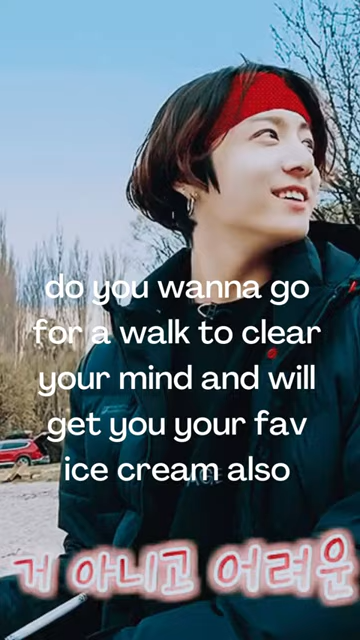 do you wanna go
for a walk to clear
your mind and will
get you your fav
ice cream also
거 아니고 어려운